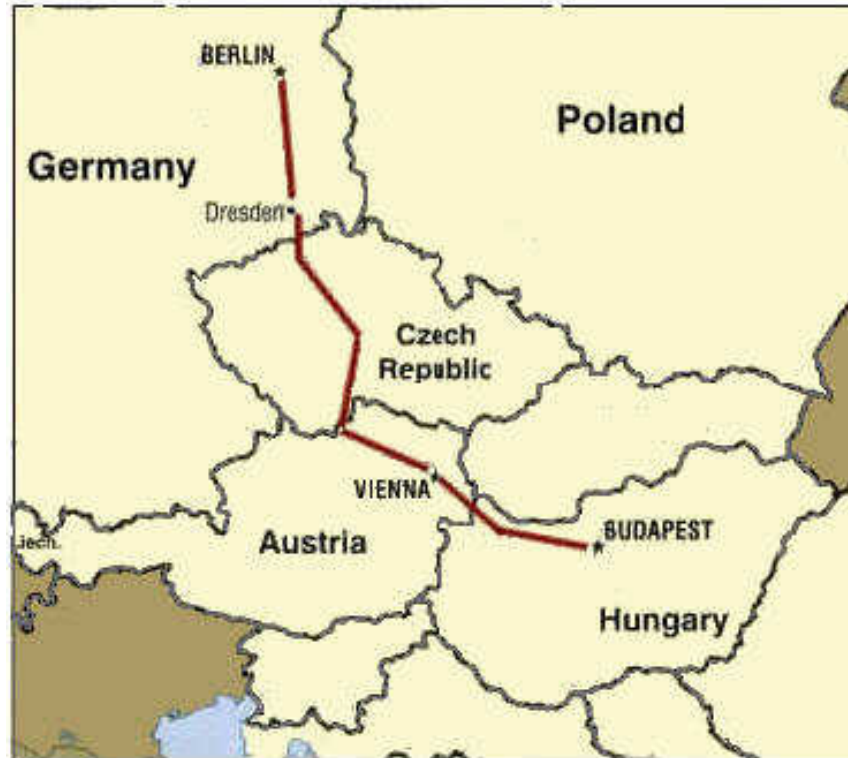 BERLIN
Poland
Germany
Dresden
Czech
Republic
VIENNA
BUDAPEST
Austria
Hungary